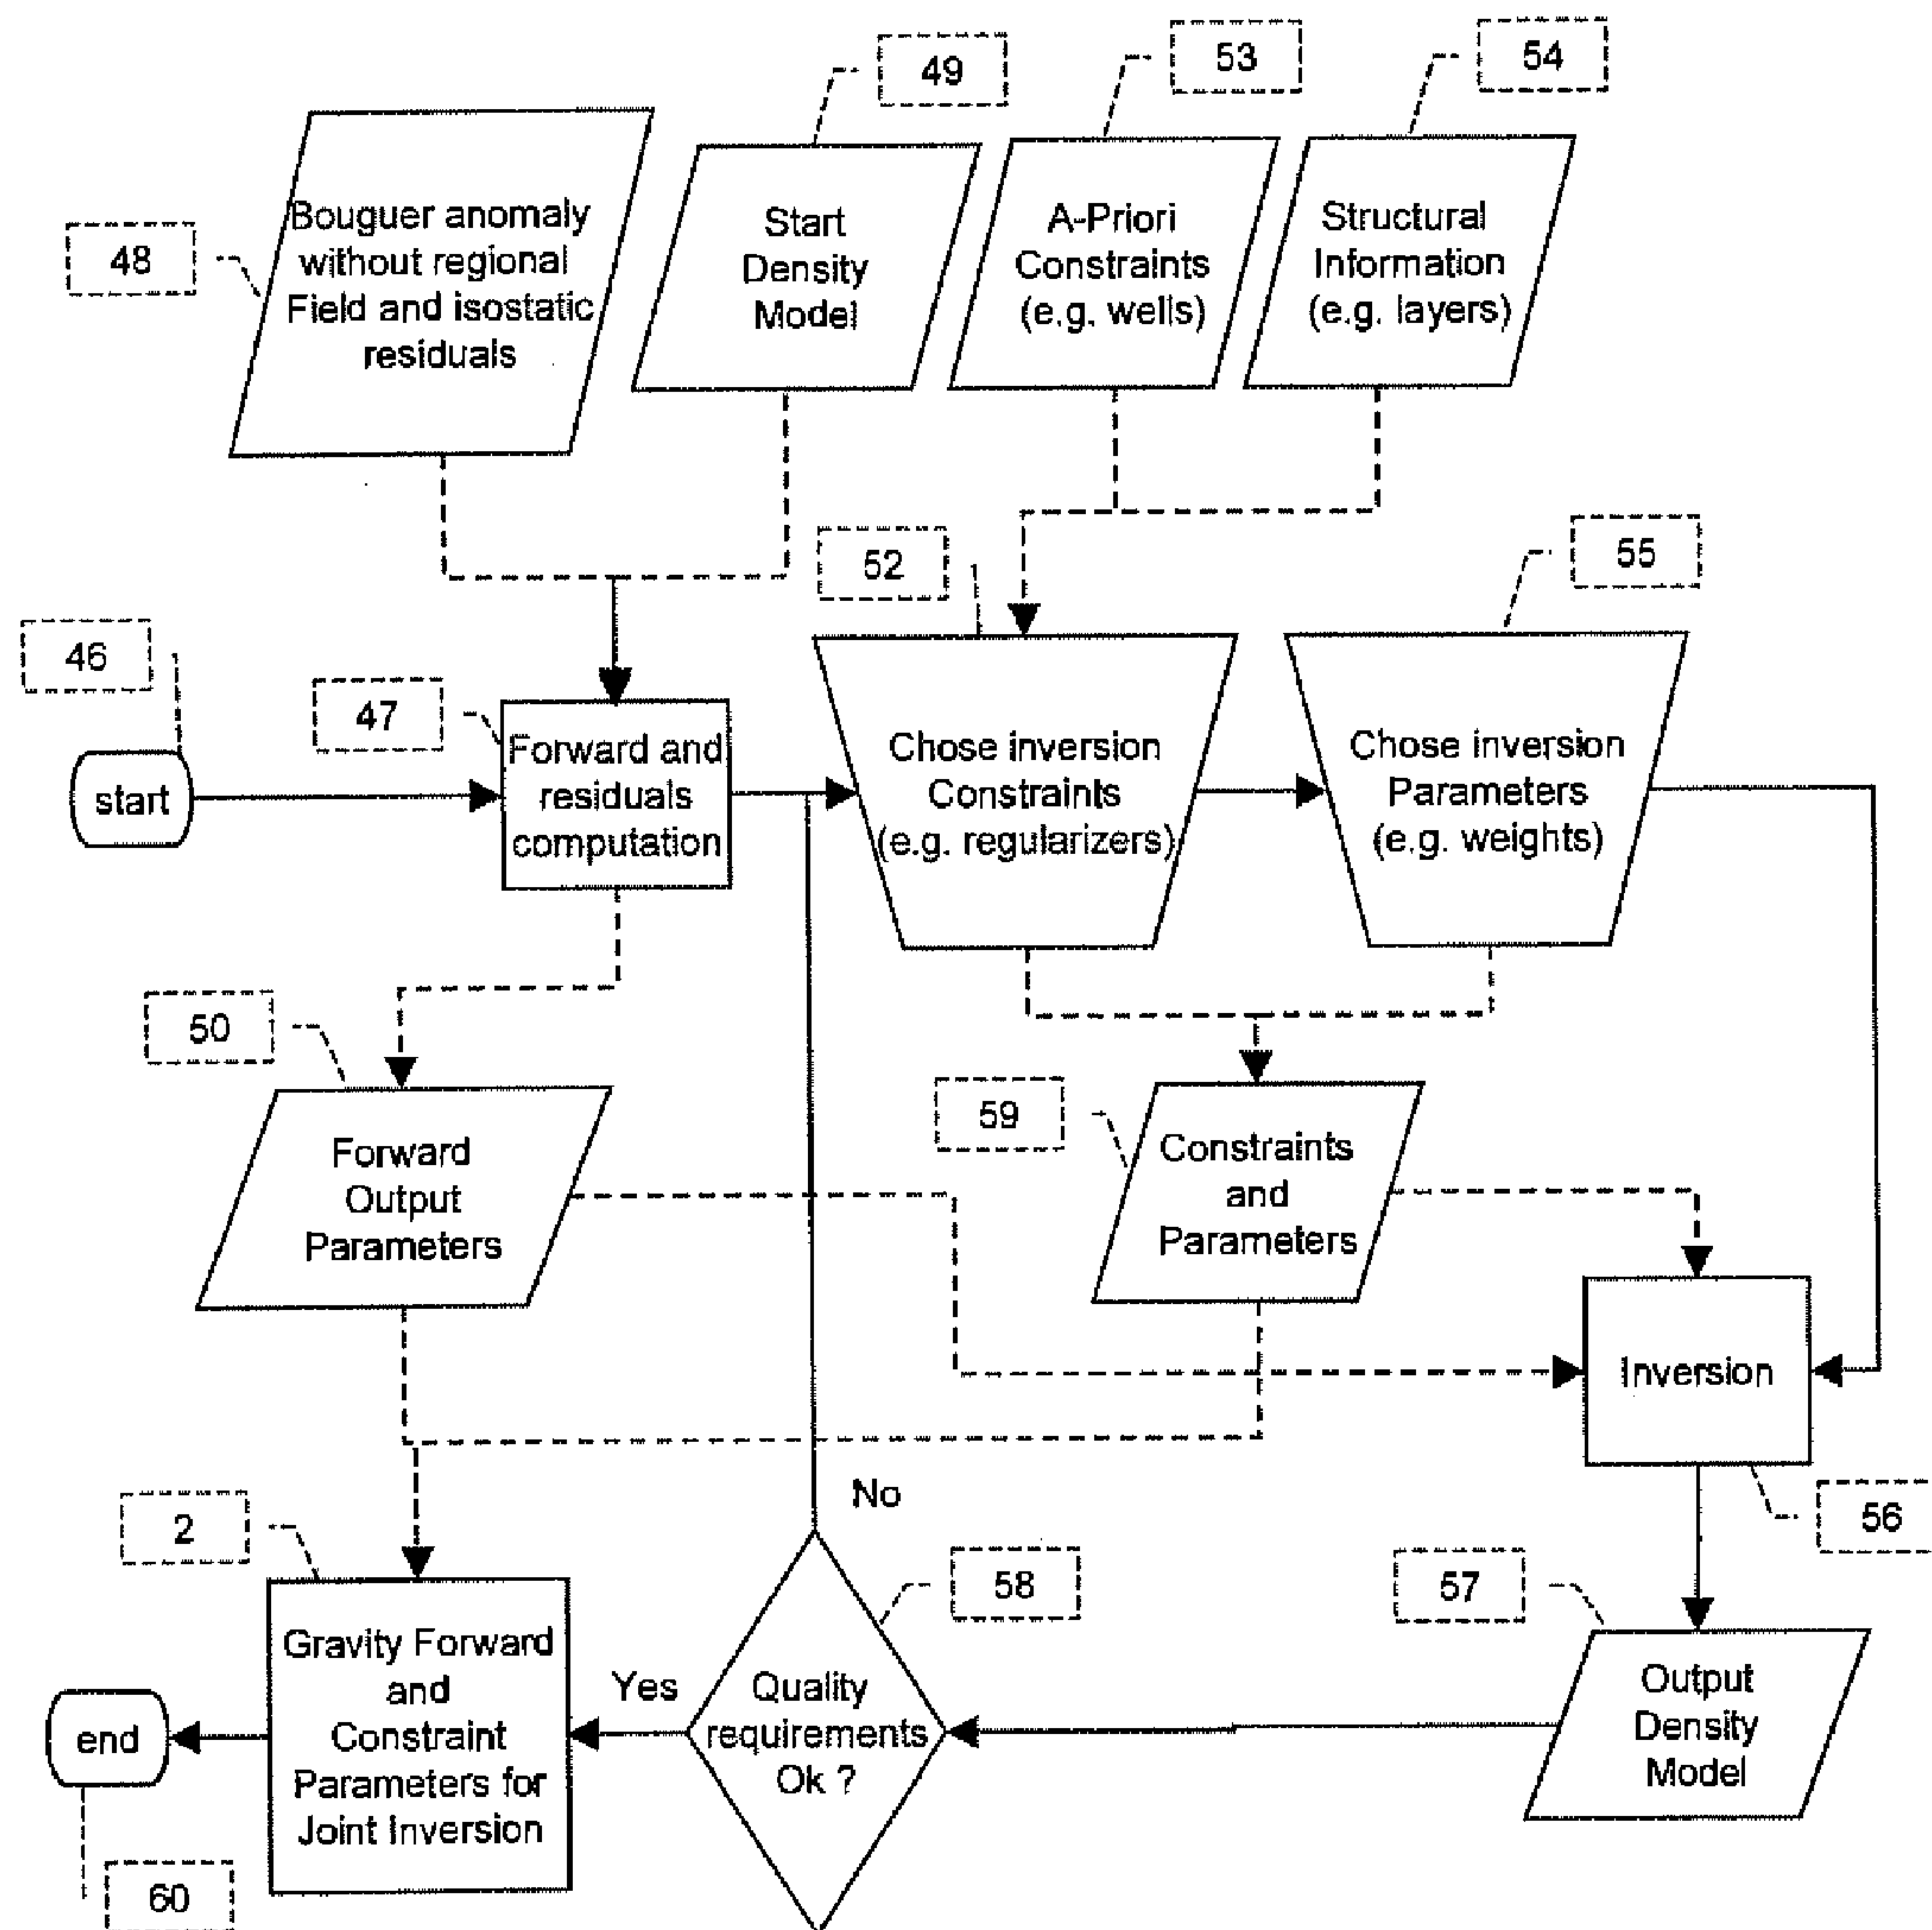 49
53
54
48
Bouguer anomaly
without regional
Field and isostatic
residuals
Start
Density
Model
A-Priori
Constraints
(e.g. wells)
Structural
Information
(e.g. layers)
52
55
46
47
start
Forward and
residuals
computation
Chose inversion
Constraints
(e.g. regularizers)
Chose inversion
Parameters
(e.g. weights)
50
59
Forward
Output
Parameters
Constraints
and
Parameters
Inversion
No
56
2
58
57
Gravity Forward
and
Constraint
Parameters for
Joint Inversion
Yes
Quality
requirements
Ok ?
Output
Density
Model
end
60